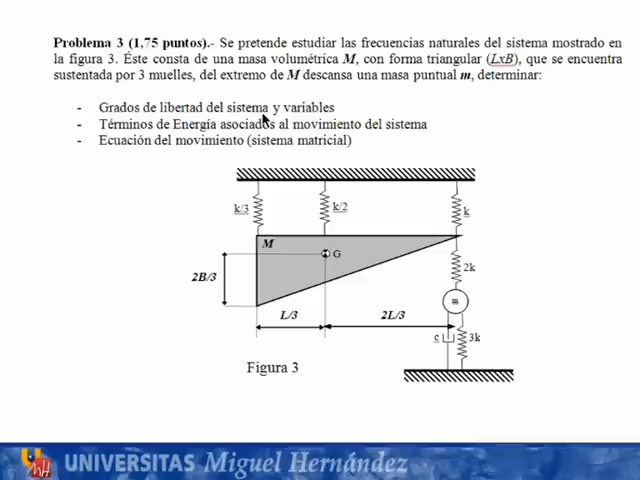 Problema 3 (1,75 puntos).- Se pretende estudiar las frecuencias naturales del sistema mostrado en
la figura 3. Éste consta de una masa volumétrica M, con forma triangular (LxB), que se encuentra
sustentada por 3 muelles, del extremo de M descansa una masa puntual m, determinar:
- Grados de libertad del sistema y variables
- Términos de Energía asociados al movimiento del sistema
- Ecuación del movimiento (sistema matricial)
k/3 k/2 k
M
G
2B/3
2k
m
L/3 2L/3
c 3k
Figura 3
UMH UNIVERSITAS Miguel Hernández